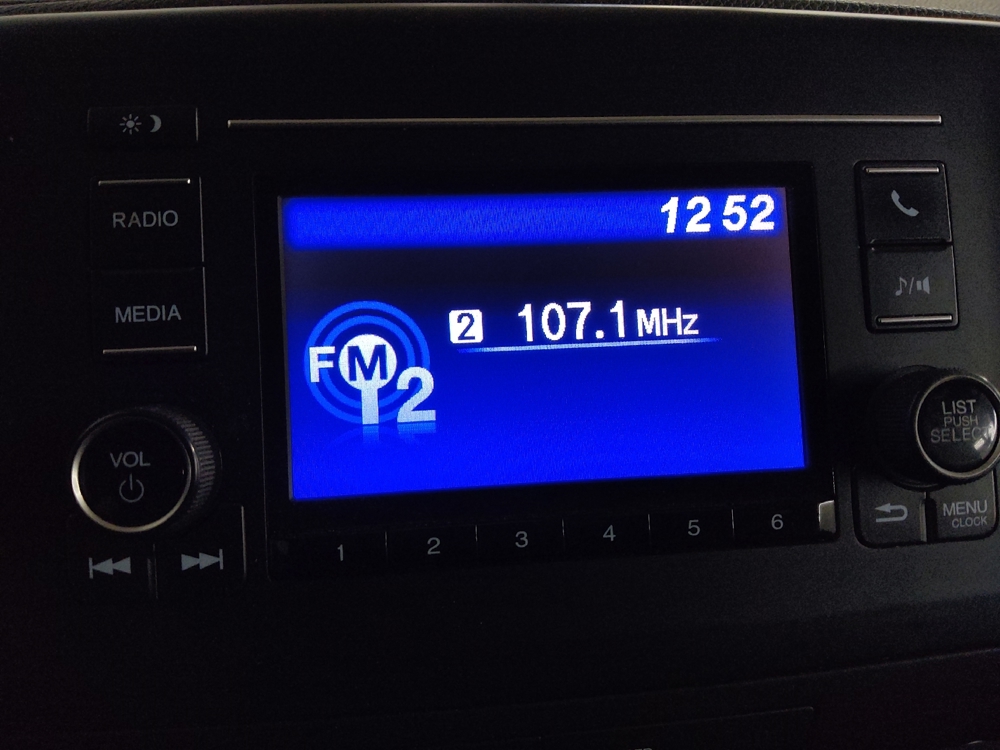 RADIO
MEDIA
VOL
12 52
FM
2
2 107.1 MHz
1 2 3 4 5 6
LIST
PUSH
SELECT
MENU
CLOCK